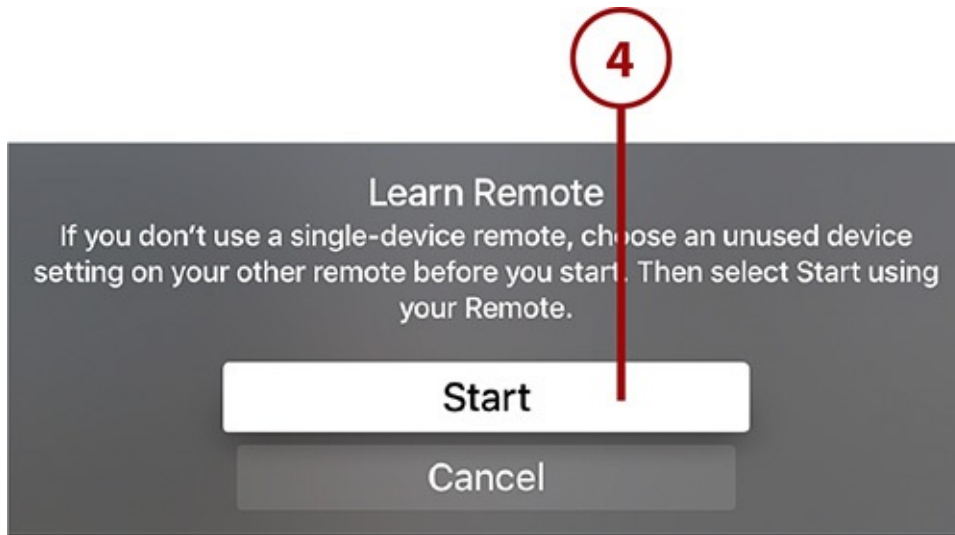 4
Learn Remote
If you don’t use a single-device remote, choose an unused device
setting on your other remote before you start. Then select Start using
your Remote.
Start
Cancel